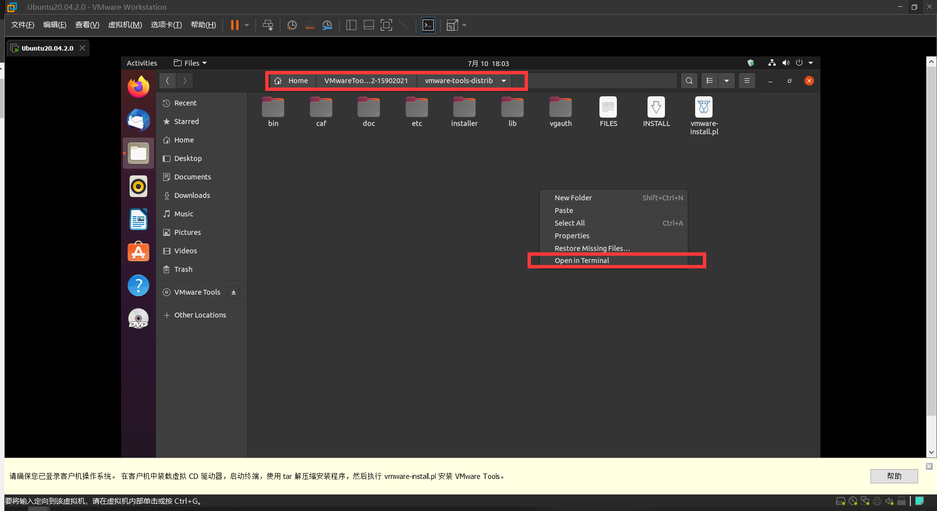 Ubuntu20.04.2.0 - VMware Workstation
文件(F) 编辑(E) 查看(V) 虚拟机(M) 选项卡(T) 帮助(H)
Ubuntu20.04.2.0
Activities Files 7月 10 18:03
Home VMwareToo…2-15902021 vmware-tools-distrib
Recent
Starred
Home
Desktop
Documents
Downloads
Music
Pictures
Videos
Trash
VMware Tools
Other Locations
bin caf doc etc installer lib vgauth FILES INSTALL vmware-
install.pl
New Folder Shift+Ctrl+N
Paste
Select All Ctrl+A
Properties
Restore Missing Files…
Open in Terminal
请确保您已登录客户机操作系统。在客户机中装载虚拟 CD 驱动器，启动终端，使用 tar 解压缩安装程序，然后执行 vmware-install.pl 安装 VMware Tools。
帮助
要将输入定向到该虚拟机，请在虚拟机内部单击或按 Ctrl+G。